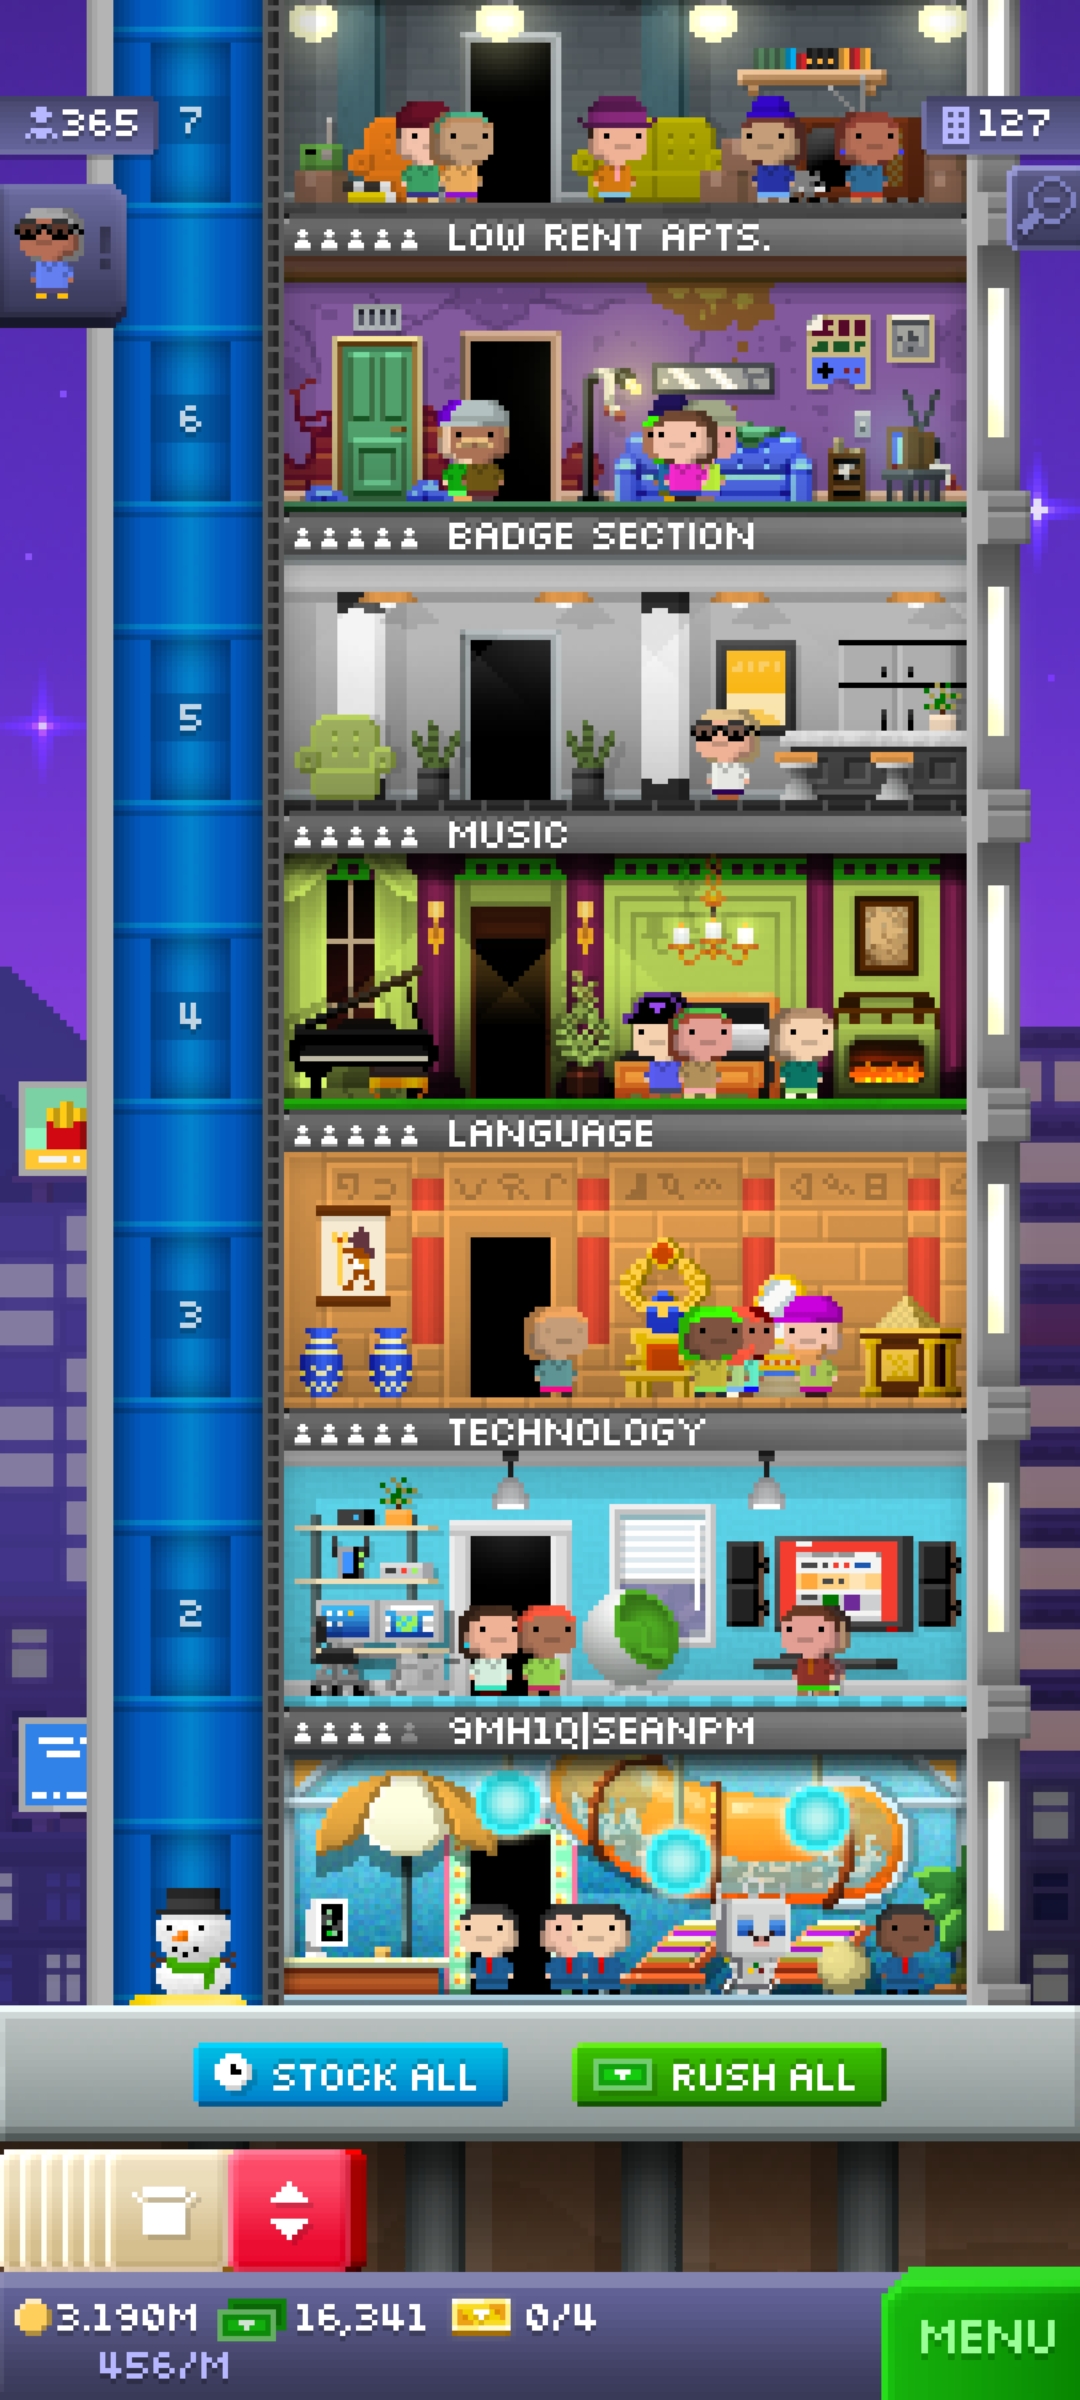 365
7
127
LOW RENT APTS.
6
BADGE SECTION
5
MUSIC
4
LANGUAGE
3
TECHNOLOGY
2
9MH1Q|SEANPM
STOCK ALL
RUSH ALL
3.190M
16,341
0/4
456/M
MENU